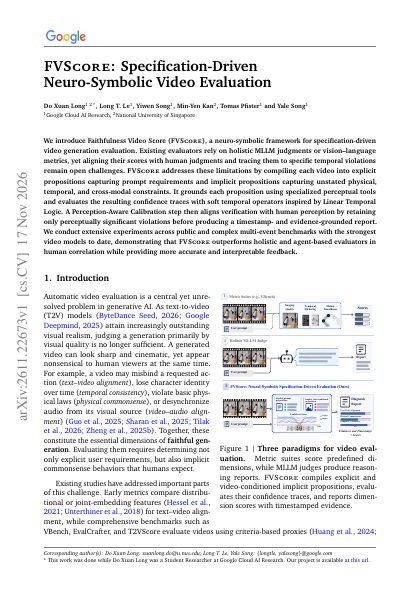 Google
FVScore: Specification-Driven
Neuro-Symbolic Video Evaluation
Do Xuan Long¹ ² *, Long T. Le¹, Yiwen Song¹, Min-Yen Kan², Tomas Pfister¹ and Yale Song¹
¹Google Cloud AI Research, ²National University of Singapore
We introduce Faithful Video Score (FVScore), a neuro-symbolic framework for specification-driven
video generation evaluation. Existing evaluators rely on holistic MLLM judgments or vision–language
metrics, yet aligning their scores with human judgments and tracing them to specific temporal violations
remain open challenges. FVScore addresses these limitations by compiling each video into explicit
propositions capturing prompt requirements and implicit propositions capturing unstated physical,
temporal, and cross-modal constraints. It grounds each proposition using specialized perceptual tools
and evaluates the resulting confidence traces with soft temporal operators inspired by Linear Temporal
Logic. A Perception-Aware Calibration step then aligns verification with human perception by retaining
only perceptually significant violations before producing a timestamp- and evidence-grounded report.
We conduct extensive experiments across public and complex multi-event benchmarks with the strongest
video models to date, demonstrating that FVScore outperforms holistic and agent-based evaluators in
human correlation while providing more accurate and interpretable feedback.
arXiv:2611.22673v1 [cs.CV] 17 Nov 2026
1. Introduction
Automatic video evaluation is a central yet unre-
solved problem in generative AI. As text-to-video
(T2V) models (ByteDance Seed, 2026; Google
Deepmind, 2025) attain increasingly outstanding
visual realism, judging a generation primarily by
visual quality is no longer sufficient. A generated
video can look sharp and cinematic, yet appear
nonsensical to human viewers at the same time.
For example, a video may misbind a requested ac-
tion (text–video alignment), lose character identity
over time (temporal consistency), violate basic phys-
ical laws (physical commonsense), or desynchronize
audio from its visual source (video–audio align-
ment) (Guo et al., 2025; Sharan et al., 2025; Tilak
et al., 2026; Zheng et al., 2025b). Together, these
constitute the essential dimensions of faithful gen-
eration. Evaluating them requires determining not
only explicit user requirements, but also implicit
commonsense behaviors that humans expect.
Existing studies have addressed important parts
of this challenge. Early metrics compare distribu-
tional or joint-embedding features (Hessel et al.,
2021; Unterthiner et al., 2018) for text–video align-
ment, while comprehensive benchmarks such as
Figure 1 | Three paradigms for video eval-
uation. Metric suites score predefined di-
mensions, while MLLM judges produce reason-
ing reports. FVScore compiles explicit and
video-conditioned implicit propositions, evalu-
ates their confidence traces, and reports dimen-
sion scores with timestamped evidence.
VBench, EvalCrafter, and T2VScore evaluate videos using criteria-based proxies (Huang et al., 2024;
Corresponding author(s): Do Xuan Long: xuanlong.do@u.nus.edu; Long T. Le, Yale Song: {longtle, yalesong}@google.com
* This work was done while Do Xuan Long was a Student Researcher at Google Cloud AI Research. Our project is available at this url.